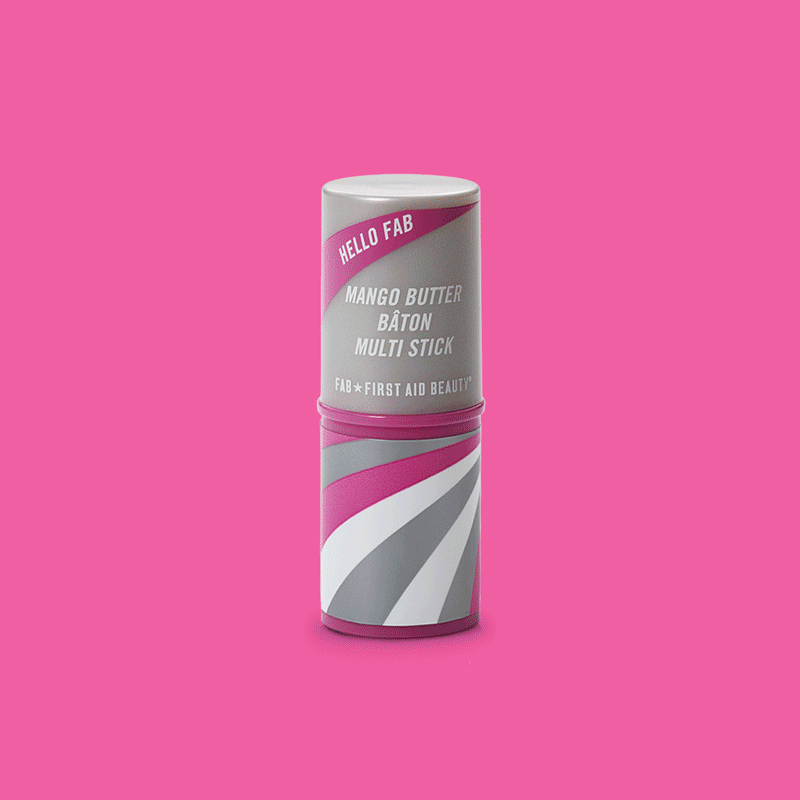 HELLO FAB
MANGO BUTTER
BÂTON
MULTI STICK
FAB★FIRST AID BEAUTY®